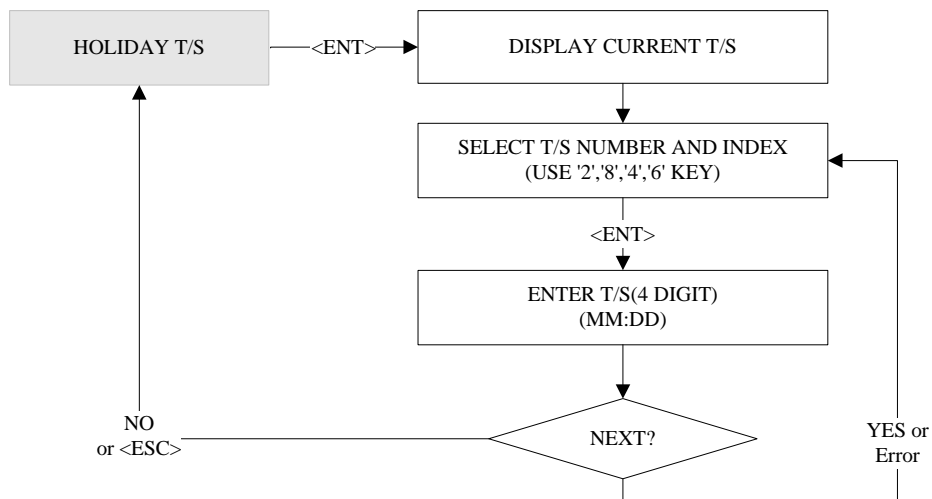 HOLIDAY T/S
<ENT>
DISPLAY CURRENT T/S
SELECT T/S NUMBER AND INDEX
(USE '2','8','4','6' KEY)
<ENT>
ENTER T/S(4 DIGIT)
(MM:DD)
NEXT?
NO
or <ESC>
YES or
Error